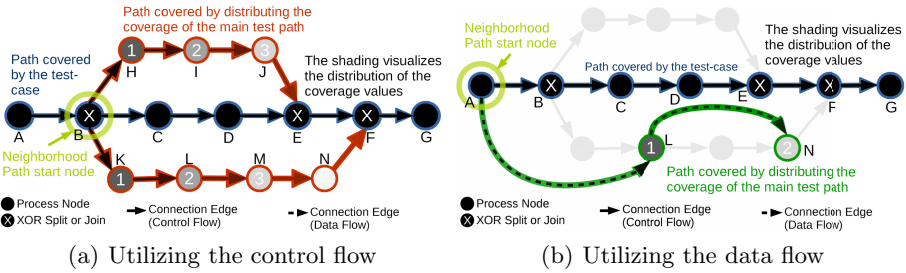 Path covered by distributing the
coverage of the main test path
Path covered
by the test-
case
The shading visualizes
the distribution of the
coverage values
1
2
3
H
I
J
X
X
X
A
B
C
D
E
F
G
Neighborhood
Path start node
K
L
M
N
1
2
3
Process Node
X XOR Split or Join
Connection Edge
(Control Flow)
Connection Edge
(Data Flow)
(a) Utilizing the control flow
Neighborhood
Path start node
The shading visualizes
the distribution of the
coverage values
Path covered by the test-case
X
X
X
A
B
C
D
E
F
G
1
L
2
N
Path covered by distributing the
coverage of the main test path
Process Node
X XOR Split or Join
Connection Edge
(Control Flow)
Connection Edge
(Data Flow)
(b) Utilizing the data flow